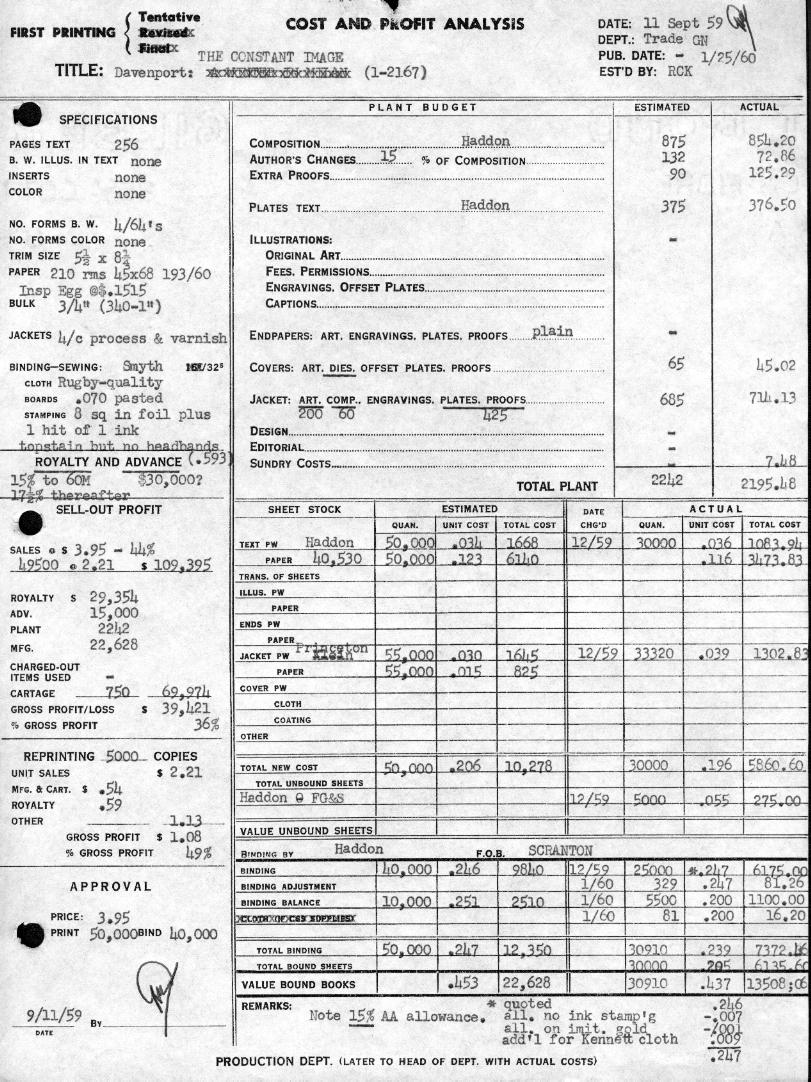 FIRST PRINTING { Tentative
Revised
Final
COST AND PROFIT ANALYSIS
DATE: 11 Sept 59
DEPT.: Trade GN
PUB. DATE: - 1/25/60
EST'D BY: RCK
THE CONSTANT IMAGE
TITLE: Davenport: (1-2167)
SPECIFICATIONS
PAGES TEXT 256
B. W. ILLUS. IN TEXT none
INSERTS none
COLOR none
NO. FORMS B. W. 4/64's
NO. FORMS COLOR none
TRIM SIZE 5½ x 8¼
PAPER 210 rms 45x68 193/60
Insp Egg @$.1515
BULK 3/4" (340-1")
JACKETS 4/c process & varnish
BINDING—SEWING: Smyth /32s
CLOTH Rugby-quality
BOARDS .070 pasted
STAMPING 8 sq in foil plus
1 hit of 1 ink
topstain but no headbands
ROYALTY AND ADVANCE (.593)
15% to 60M $30,000?
17½% thereafter
SELL-OUT PROFIT
SALES @ $ 3.95 - 44%
49500 @ 2.21 $ 109,395
ROYALTY $ 29,354
ADV. 15,000
PLANT 2242
MFG. 22,628
CHARGED-OUT
ITEMS USED -
CARTAGE 750 69,974
GROSS PROFIT/LOSS $ 39,421
% GROSS PROFIT 36%
REPRINTING 5000 COPIES
UNIT SALES $ 2.21
MFG. & CART. $ .54
ROYALTY .59
OTHER 1.13
GROSS PROFIT $ 1.08
% GROSS PROFIT 49%
APPROVAL
PRICE: 3.95
PRINT 50,000 BIND 40,000
9/11/59 BY
DATE
PLANT BUDGET ESTIMATED ACTUAL
COMPOSITION Haddon 875 854.20
AUTHOR'S CHANGES 15 % OF COMPOSITION 132 72.86
EXTRA PROOFS 90 125.29
PLATES TEXT Haddon 375 376.50
ILLUSTRATIONS: -
ORIGINAL ART
FEES, PERMISSIONS
ENGRAVINGS, OFFSET PLATES
CAPTIONS
ENDPAPERS: ART, ENGRAVINGS, PLATES, PROOFS plain -
COVERS: ART, DIES, OFFSET PLATES, PROOFS 65 45.02
JACKET: ART, COMP., ENGRAVINGS, PLATES, PROOFS 685 714.13
200 60 425
DESIGN -
EDITORIAL -
SUNDRY COSTS - 7.48
TOTAL PLANT 2242 2195.48
SHEET STOCK ESTIMATED DATE CHG'D ACTUAL
QUAN. UNIT COST TOTAL COST QUAN. UNIT COST TOTAL COST
TEXT PW Haddon 50,000 .034 1668 12/59 30000 .036 1083.94
PAPER 40,530 50,000 .123 6140 .116 3473.83
TRANS. OF SHEETS
ILLUS. PW
PAPER
ENDS PW
PAPER
Princeton
JACKET PW Klein 55,000 .030 1645 12/59 33320 .039 1302.83
PAPER 55,000 .015 825
COVER PW
CLOTH
COATING
OTHER
TOTAL NEW COST 50,000 .206 10,278 30000 .196 5860.60
TOTAL UNBOUND SHEETS
Haddon @ FG&S 12/59 5000 .055 275.00
VALUE UNBOUND SHEETS
BINDING BY Haddon F.O.B. SCRANTON
BINDING 40,000 .246 9840 12/59 25000 *.247 6175.00
BINDING ADJUSTMENT 1/60 329 .247 81.26
BINDING BALANCE 10,000 .251 2510 1/60 5500 .200 1100.00
CLOTH OF CSS SUPPLIES 1/60 81 .200 16.20
TOTAL BINDING 50,000 .247 12,350 30910 .239 7372.46
TOTAL BOUND SHEETS 30000 .205 6135.60
VALUE BOUND BOOKS .453 22,628 30910 .437 13508;06
REMARKS: * quoted .246
Note 15% AA allowance. all. no ink stamp'g -.007
all. on imit. gold -/001
add'l for Kennett cloth .009
.247
PRODUCTION DEPT. (LATER TO HEAD OF DEPT. WITH ACTUAL COSTS)